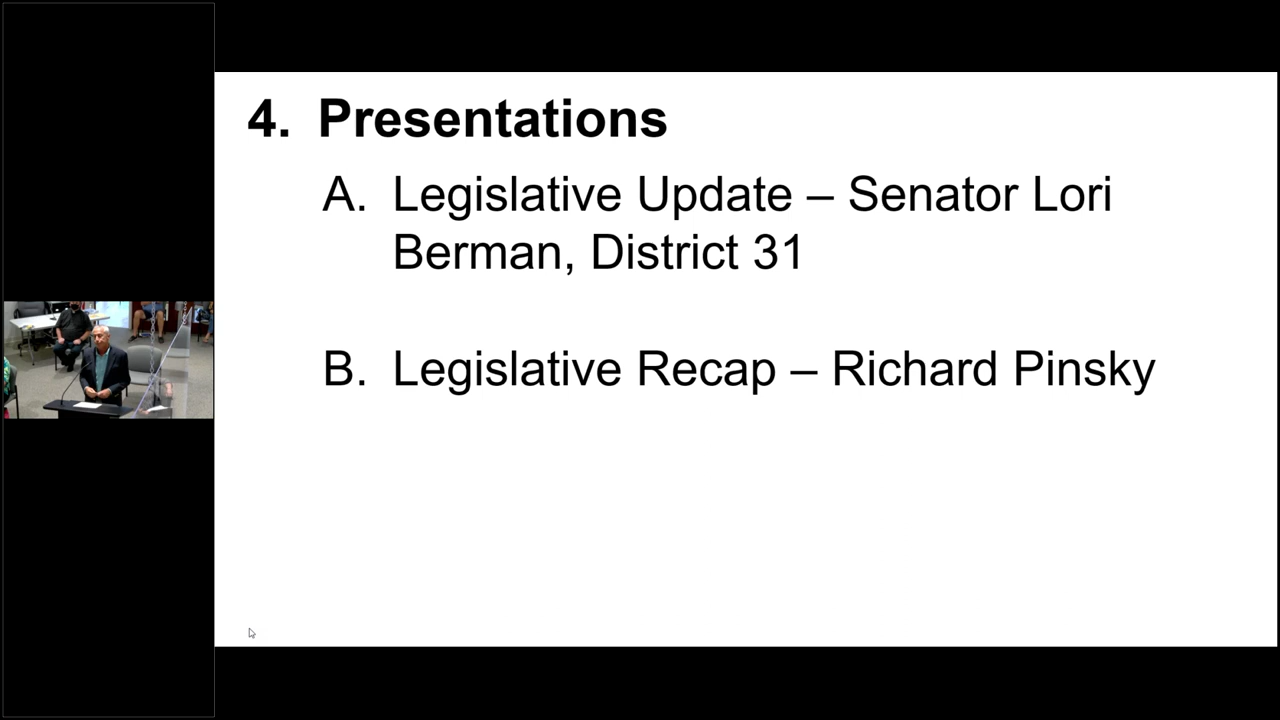 4. Presentations
A. Legislative Update – Senator Lori
Berman, District 31
B. Legislative Recap – Richard Pinsky